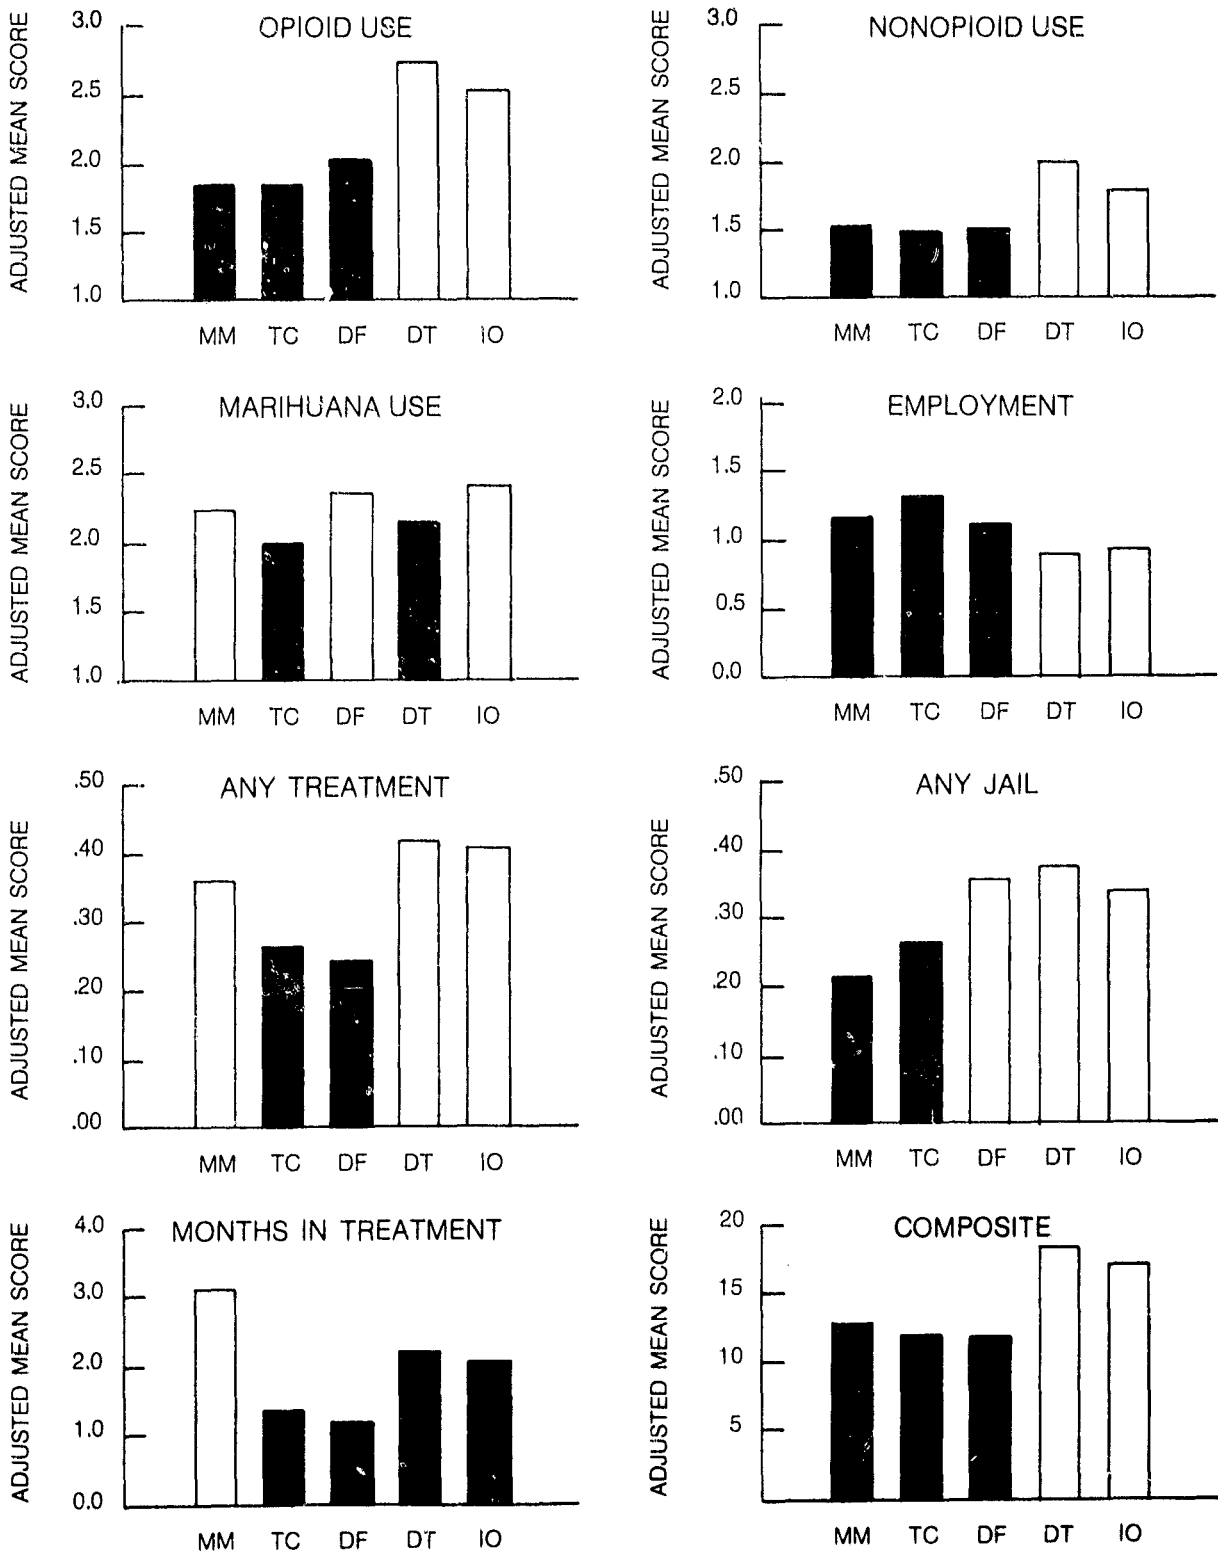 OPIOID USE
ADJUSTED MEAN SCORE
3.0
2.5
2.0
1.5
1.0
MM TC DF DT IO
NONOPIOID USE
ADJUSTED MEAN SCORE
3.0
2.5
2.0
1.5
1.0
MM TC DF DT IO
MARIHUANA USE
ADJUSTED MEAN SCORE
3.0
2.5
2.0
1.5
1.0
MM TC DF DT IO
EMPLOYMENT
ADJUSTED MEAN SCORE
2.0
1.5
1.0
0.5
0.0
MM TC DF DT IO
ANY TREATMENT
ADJUSTED MEAN SCORE
.50
.40
.30
.20
.10
.00
MM TC DF DT IO
ANY JAIL
ADJUSTED MEAN SCORE
.50
.40
.30
.20
.10
.00
MM TC DF DT IO
MONTHS IN TREATMENT
ADJUSTED MEAN SCORE
4.0
3.0
2.0
1.0
0.0
MM TC DF DT IO
COMPOSITE
ADJUSTED MEAN SCORE
20
15
10
5
MM TC DF DT IO